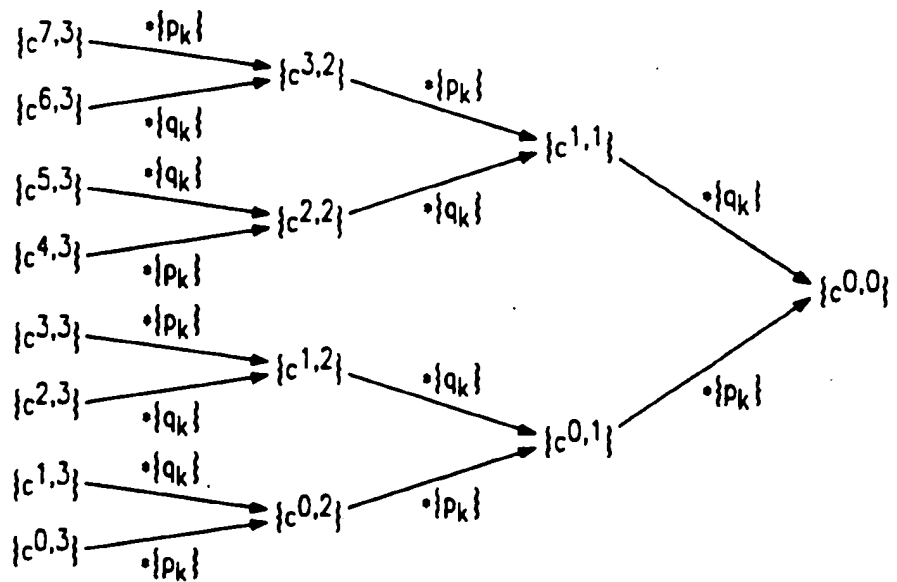 {c^7,3}
*{p_k}
{c^3,2}
{c^6,3}
*{q_k}
*{p_k}
{c^1,1}
{c^5,3}
*{q_k}
{c^2,2}
*{q_k}
{c^4,3}
*{p_k}
*{q_k}
{c^0,0}
{c^3,3}
*{p_k}
{c^1,2}
{c^2,3}
*{q_k}
*{q_k}
*{p_k}
{c^0,1}
{c^1,3}
*{q_k}
{c^0,2}
*{p_k}
{c^0,3}
*{p_k}